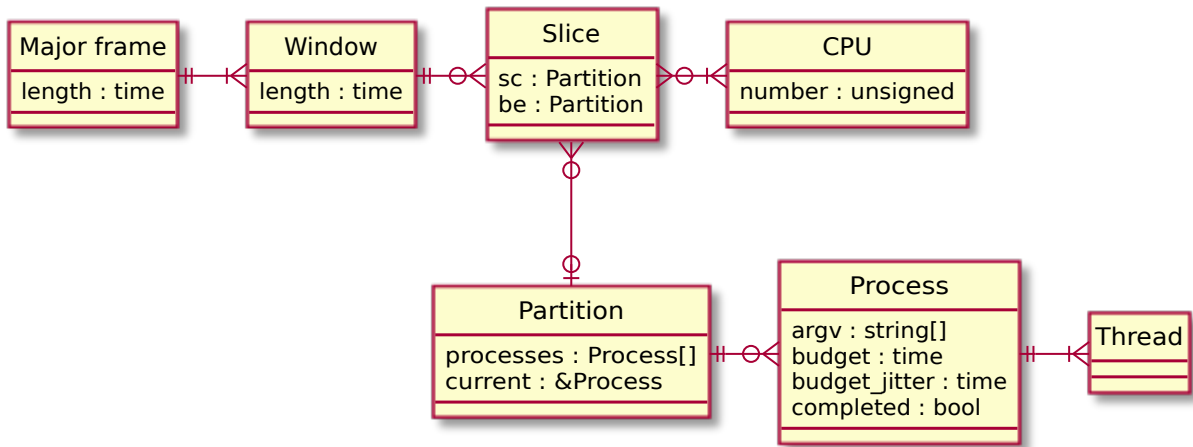 Major frame
length : time
Window
length : time
Slice
sc : Partition
be : Partition
CPU
number : unsigned
Partition
processes : Process[]
current : &Process
Process
argv : string[]
budget : time
budget_jitter : time
completed : bool
Thread